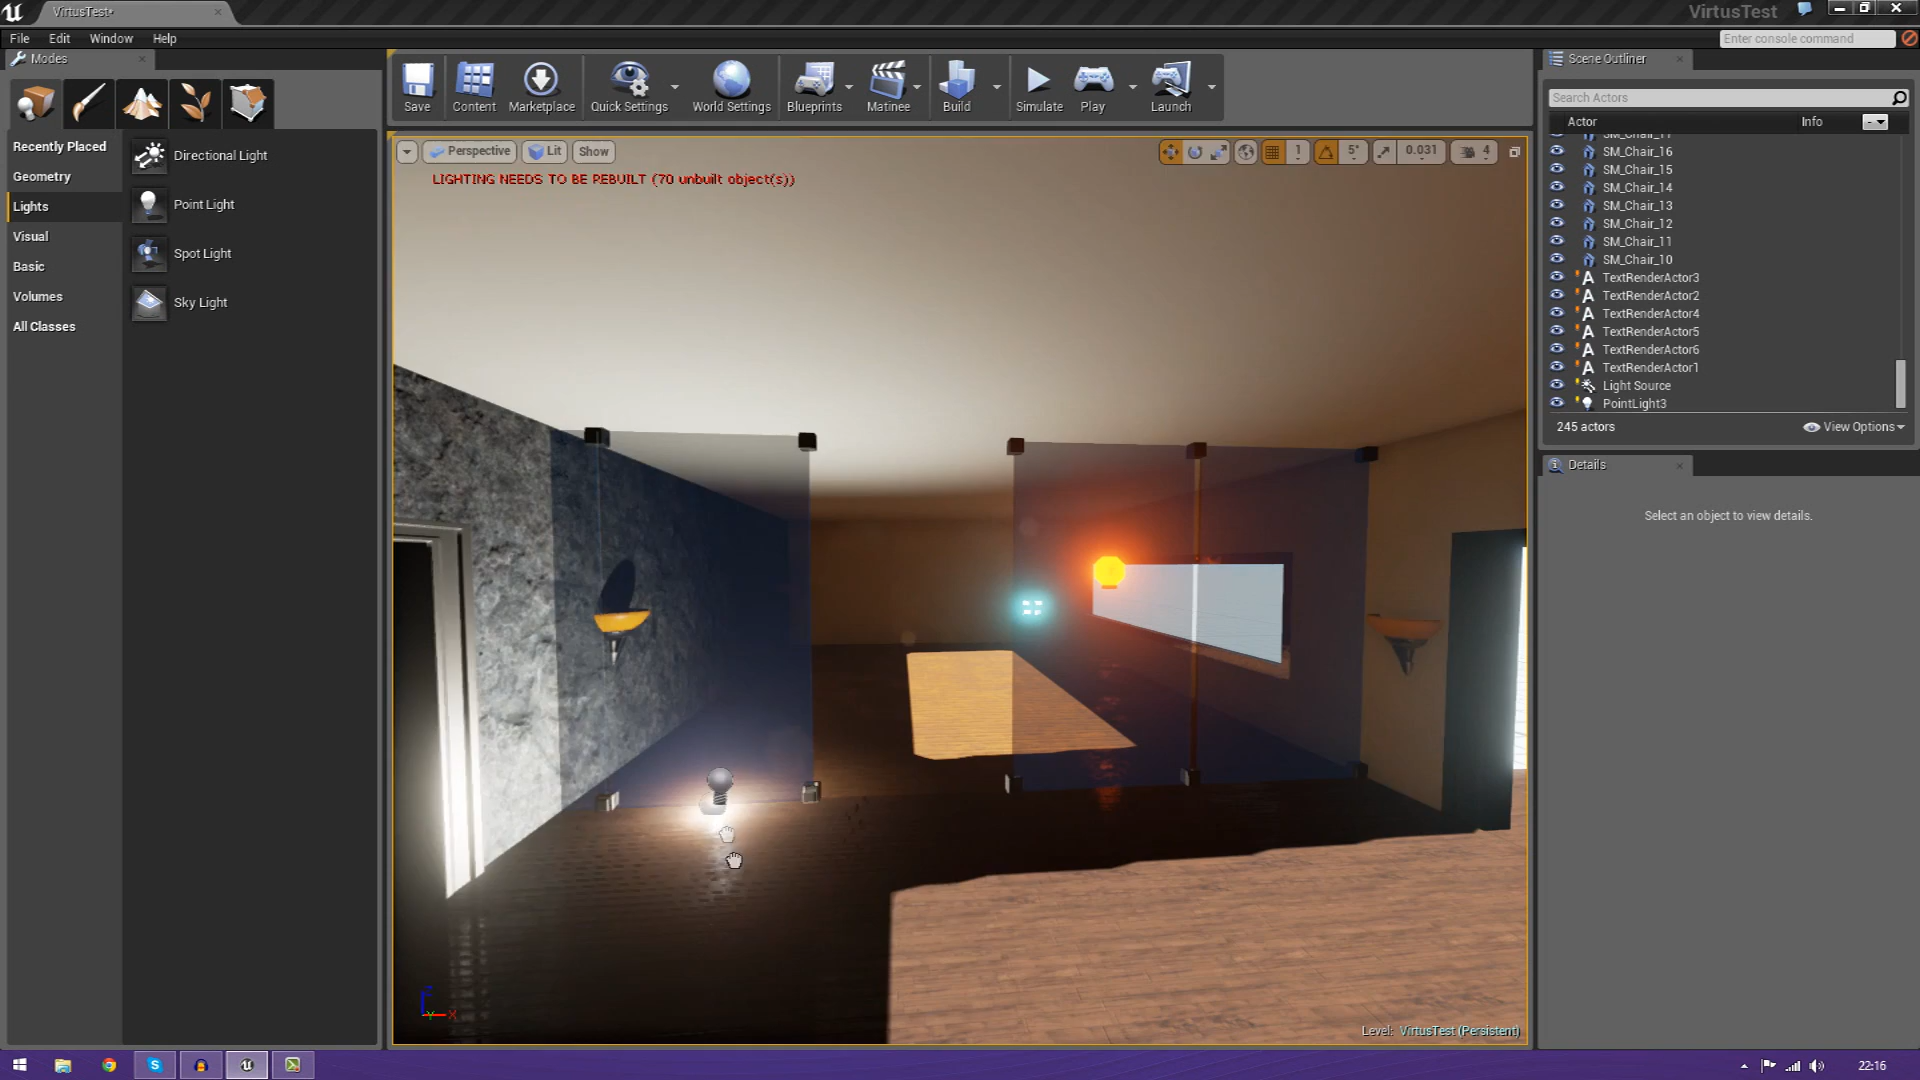 VirtusTest*
VirtusTest
File Edit Window Help
Enter console command
Modes
Save
Content
Marketplace
Quick Settings
World Settings
Blueprints
Matinee
Build
Simulate
Play
Launch
Scene Outliner
Search Actors
Actor Info
Recently Placed
Geometry
Lights
Visual
Basic
Volumes
All Classes
Directional Light
Point Light
Spot Light
Sky Light
Perspective Lit Show
1 5° 0.031 4
LIGHTING NEEDS TO BE REBUILT (70 unbuilt object(s))
SM_Chair_16
SM_Chair_15
SM_Chair_14
SM_Chair_13
SM_Chair_12
SM_Chair_11
SM_Chair_10
TextRenderActor3
TextRenderActor2
TextRenderActor4
TextRenderActor5
TextRenderActor6
TextRenderActor1
Light Source
PointLight3
245 actors
View Options
Details
Select an object to view details.
Z
Y X
Level: VirtusTest (Persistent)
22:16